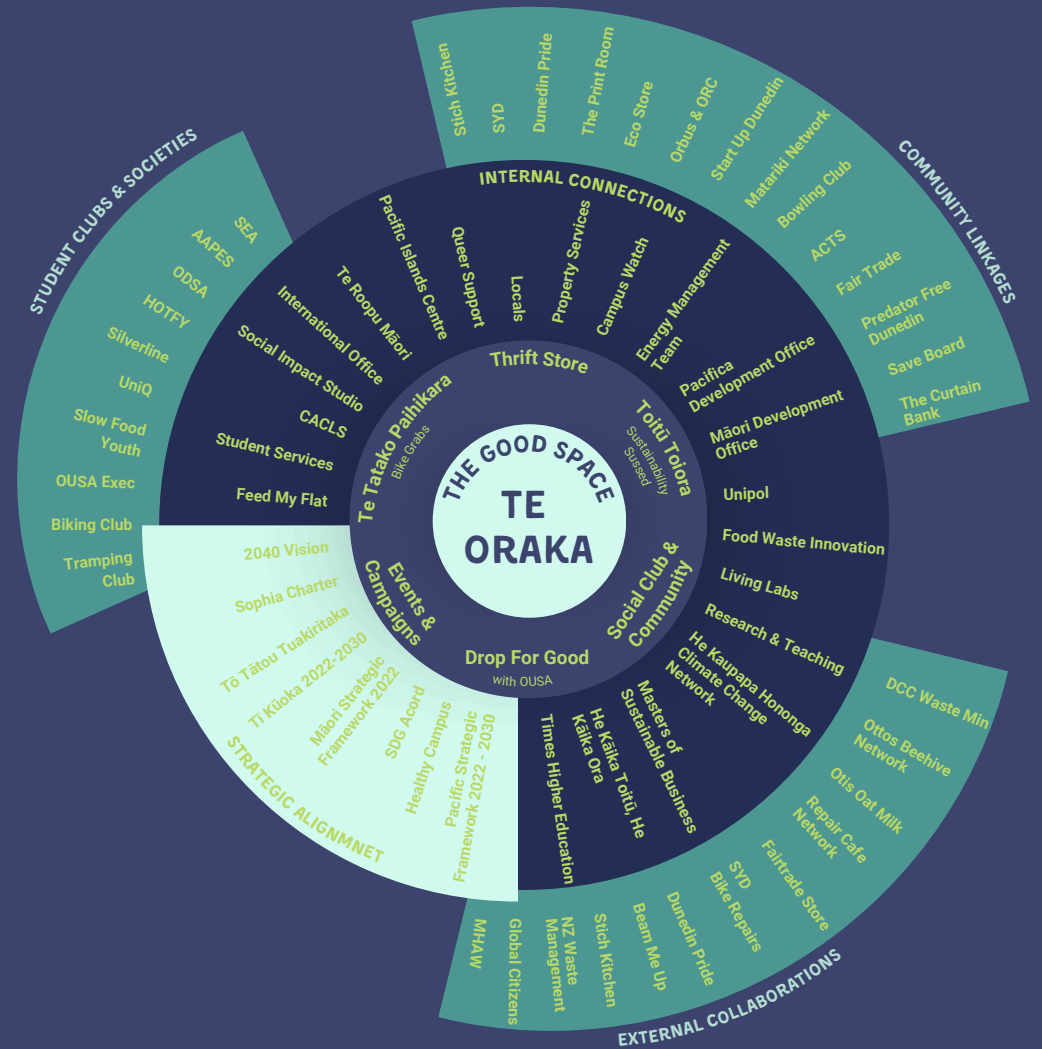 THE GOOD SPACE
TE
ORAKA
Thrift Store
Toitū Toiora
Sustainability
Sussed
Social Club &
Community
Drop For Good
with OUSA
Events &
Campaigns
Te Tatako Paihikara
Bike Grabs
INTERNAL CONNECTIONS
Feed My Flat
Student Services
CACLS
Social Impact Studio
International Office
Te Roopu Māori
Pacific Islands Centre
Queer Support
Locals
Property Services
Campus Watch
Energy Management
Team
Pacifica
Development Office
Māori Development
Office
Unipol
Food Waste Innovation
Living Labs
Research & Teaching
He Kaupapa Hononga
Climate Change
Network
Masters of
Sustainable Business
He Kāika Toitū, He
Kāika Ora
Times Higher Education
STRATEGIC ALIGNMNET
2040 Vision
Sophia Charter
Tō Tātou Tuakiritaka
Ti Kūoka 2022-2030
Māori Strategic
Framework 2022
SDG Acord
Healthy Campus
Pacific Strategic
Framework 2022 - 2030
STUDENT CLUBS & SOCIETIES
SEA
AAPES
ODSA
HOTFY
Silverline
UniQ
Slow Food
Youth
OUSA Exec
Biking Club
Tramping
Club
COMMUNITY LINKAGES
Stich Kitchen
SYD
Dunedin Pride
The Print Room
Eco Store
Orbus & ORC
Start Up Dunedin
Matariki Network
Bowling Club
ACTS
Fair Trade
Predator Free
Dunedin
Save Board
The Curtain
Bank
EXTERNAL COLLABORATIONS
DCC Waste Min
Ottos Beehive
Network
Otis Oat Milk
Repair Cafe
Network
Fairtrade Store
SYD
Bike Repairs
Dunedin Pride
Beam Me Up
Stich Kitchen
NZ Waste
Management
Global Citizens
MHAW